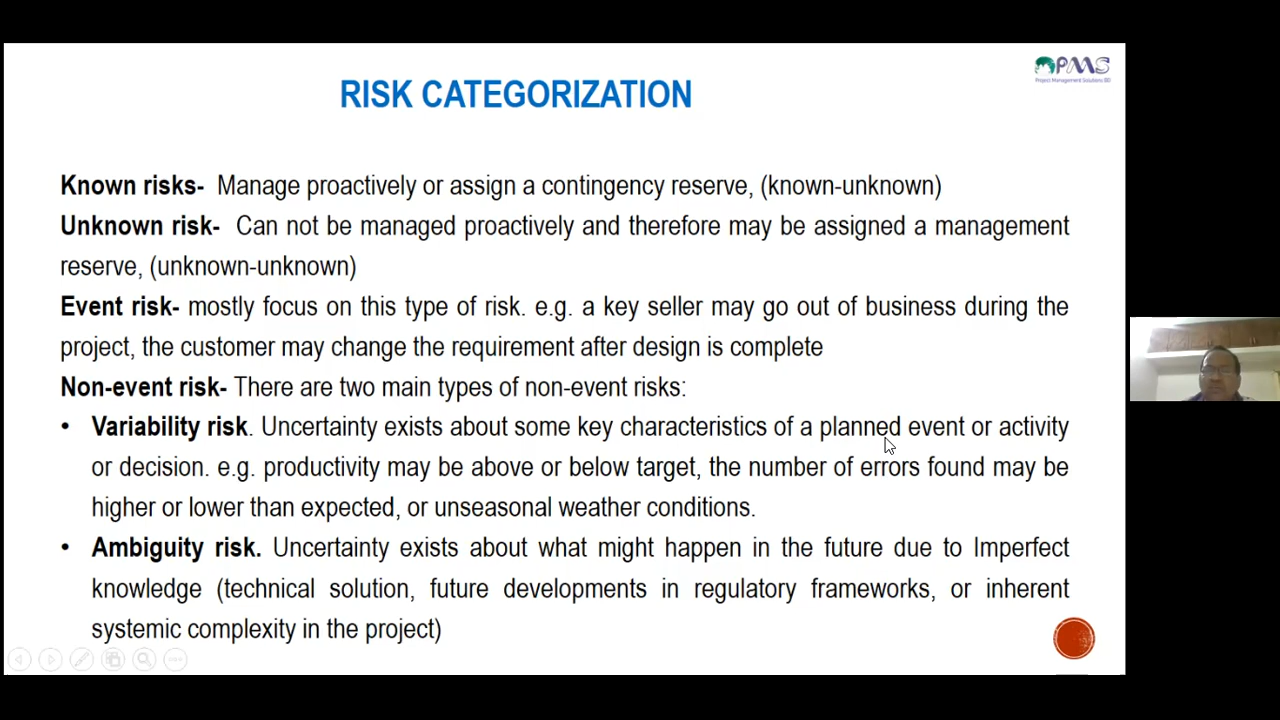 PMS
Project Management Solutions
RISK CATEGORIZATION
Known risks- Manage proactively or assign a contingency reserve, (known-unknown)
Unknown risk- Can not be managed proactively and therefore may be assigned a management
reserve, (unknown-unknown)
Event risk- mostly focus on this type of risk. e.g. a key seller may go out of business during the
project, the customer may change the requirement after design is complete
Non-event risk- There are two main types of non-event risks:
• Variability risk. Uncertainty exists about some key characteristics of a planned event or activity
or decision. e.g. productivity may be above or below target, the number of errors found may be
higher or lower than expected, or unseasonal weather conditions.
• Ambiguity risk. Uncertainty exists about what might happen in the future due to Imperfect
knowledge (technical solution, future developments in regulatory frameworks, or inherent
systemic complexity in the project)